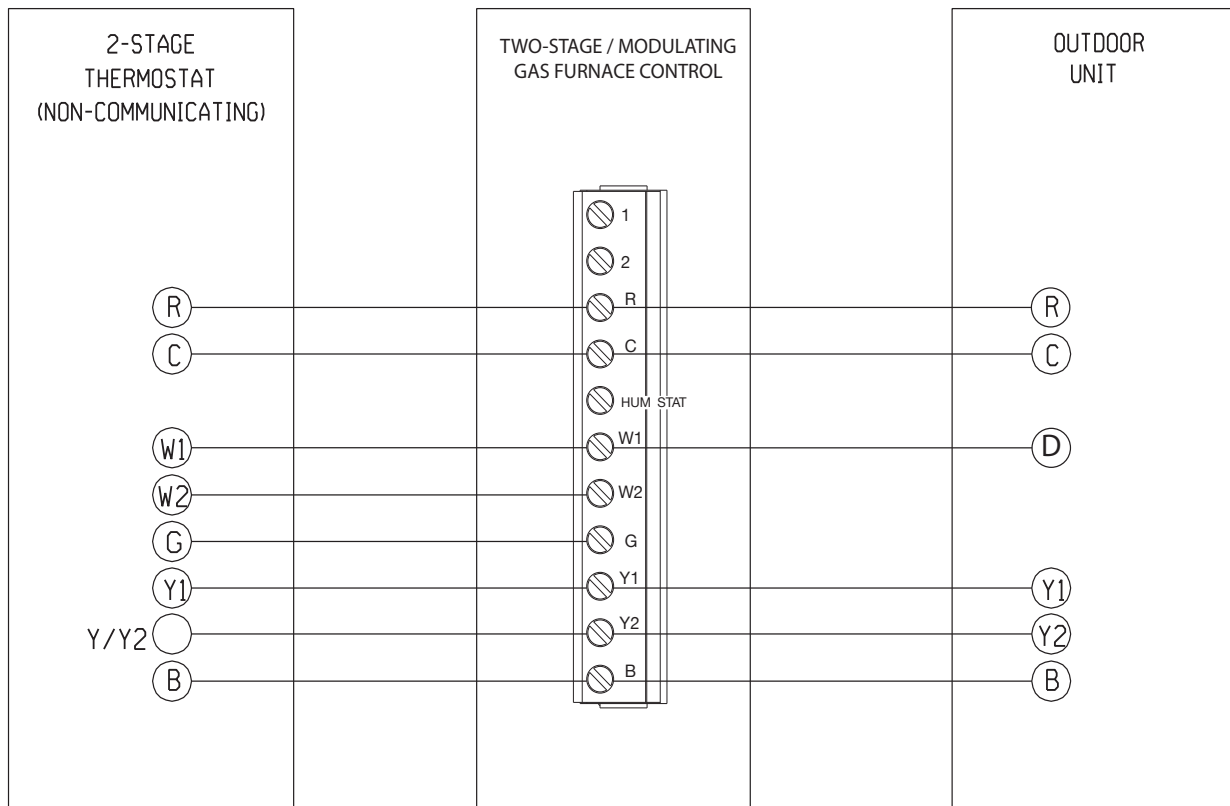 2-STAGE
THERMOSTAT
(NON-COMMUNICATING)
R
C
W1
W2
G
Y1
Y/Y2
B
TWO-STAGE / MODULATING
GAS FURNACE CONTROL
1
2
R
C
HUM STAT
W1
W2
G
Y1
Y2
B
OUTDOOR
UNIT
R
C
D
Y1
Y2
B